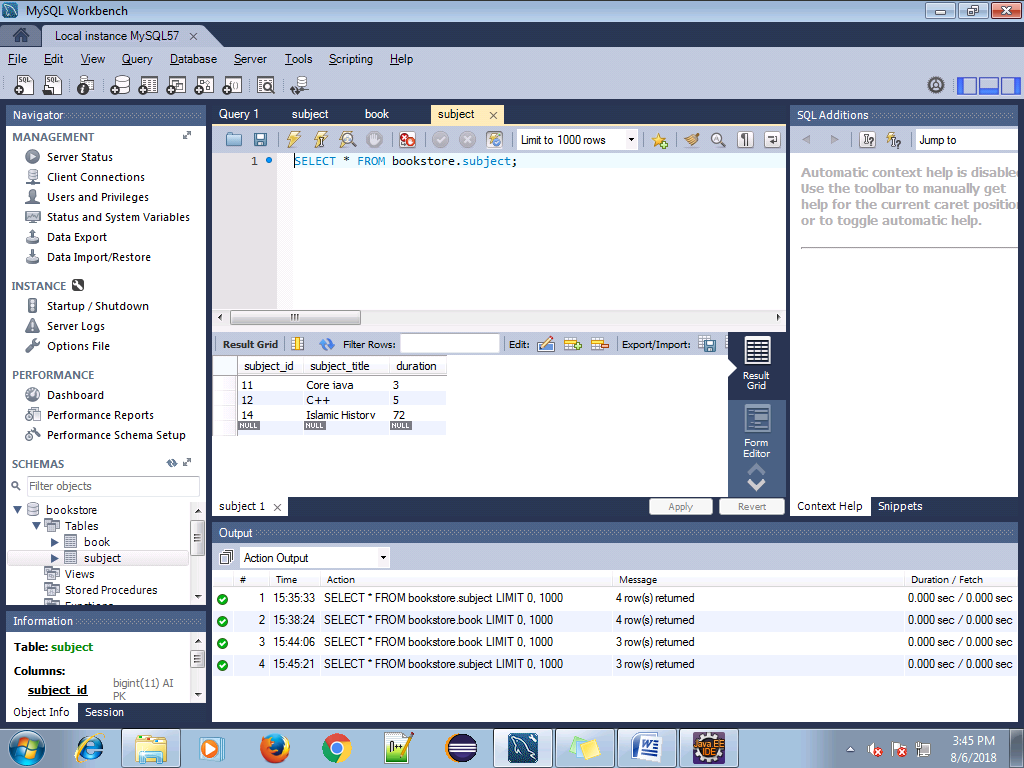 MySQL Workbench
Local instance MySQL57
File Edit View Query Database Server Tools Scripting Help
Navigator
MANAGEMENT
Server Status
Client Connections
Users and Privileges
Status and System Variables
Data Export
Data Import/Restore
INSTANCE
Startup / Shutdown
Server Logs
Options File
PERFORMANCE
Dashboard
Performance Reports
Performance Schema Setup
SCHEMAS
Filter objects
bookstore
Tables
book
subject
Views
Stored Procedures
Functions
Information
Table: subject
Columns:
subject_id bigint(11) AI
PK
Object Info Session
Query 1 subject book subject
Limit to 1000 rows
1 SELECT * FROM bookstore.subject;
Result Grid Filter Rows: Edit: Export/Import:
subject_id subject_title duration
11 Core java 3
12 C++ 5
14 Islamic History 72
NULL NULL NULL
Result
Grid
Form
Editor
subject 1 Apply Revert
SQL Additions
Jump to
Automatic context help is disabled
Use the toolbar to manually get
help for the current caret position
or to toggle automatic help.
Context Help Snippets
Output
Action Output
# Time Action Message Duration / Fetch
1 15:35:33 SELECT * FROM bookstore.subject LIMIT 0, 1000 4 row(s) returned 0.000 sec / 0.000 sec
2 15:38:24 SELECT * FROM bookstore.book LIMIT 0, 1000 4 row(s) returned 0.000 sec / 0.000 sec
3 15:44:06 SELECT * FROM bookstore.book LIMIT 0, 1000 3 row(s) returned 0.000 sec / 0.000 sec
4 15:45:21 SELECT * FROM bookstore.subject LIMIT 0, 1000 3 row(s) returned 0.000 sec / 0.000 sec
Java EE
IDE
3:45 PM
8/6/2018